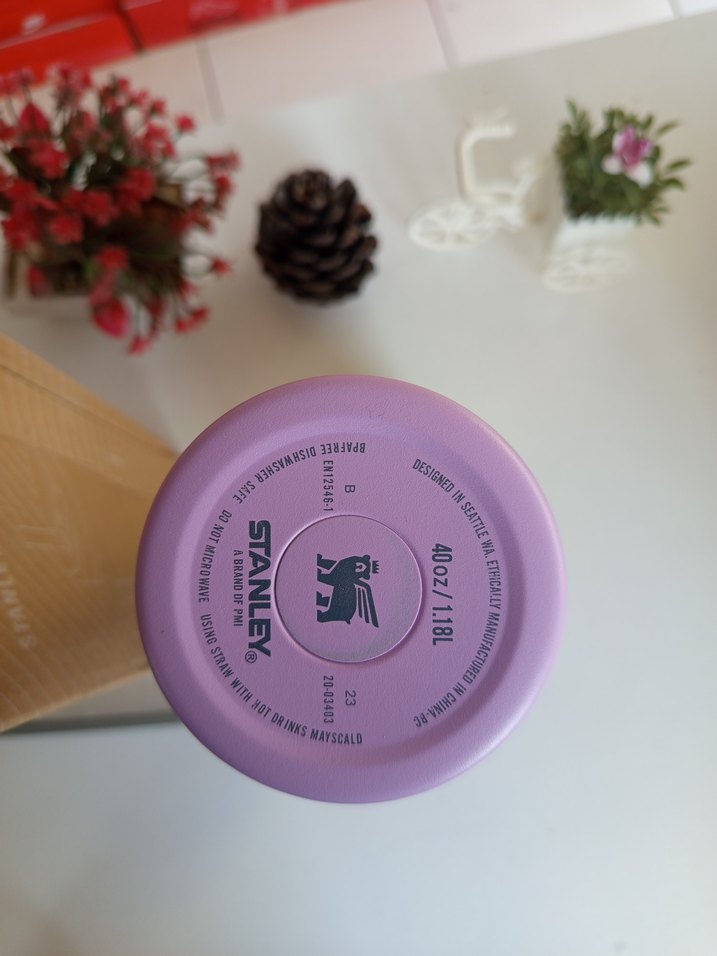 STANLEY®
A BRAND OF PMI
40oz / 1.18L
B
EN12546-1
23
20-03403
DESIGNED IN SEATTLE WA. ETHICALLY MANUFACTURED IN CHINA-RC
BPAFREE DISHWASHER SAFE DO NOT MICROWAVE USING STRAW WITH HOT DRINKS MAYSCALD